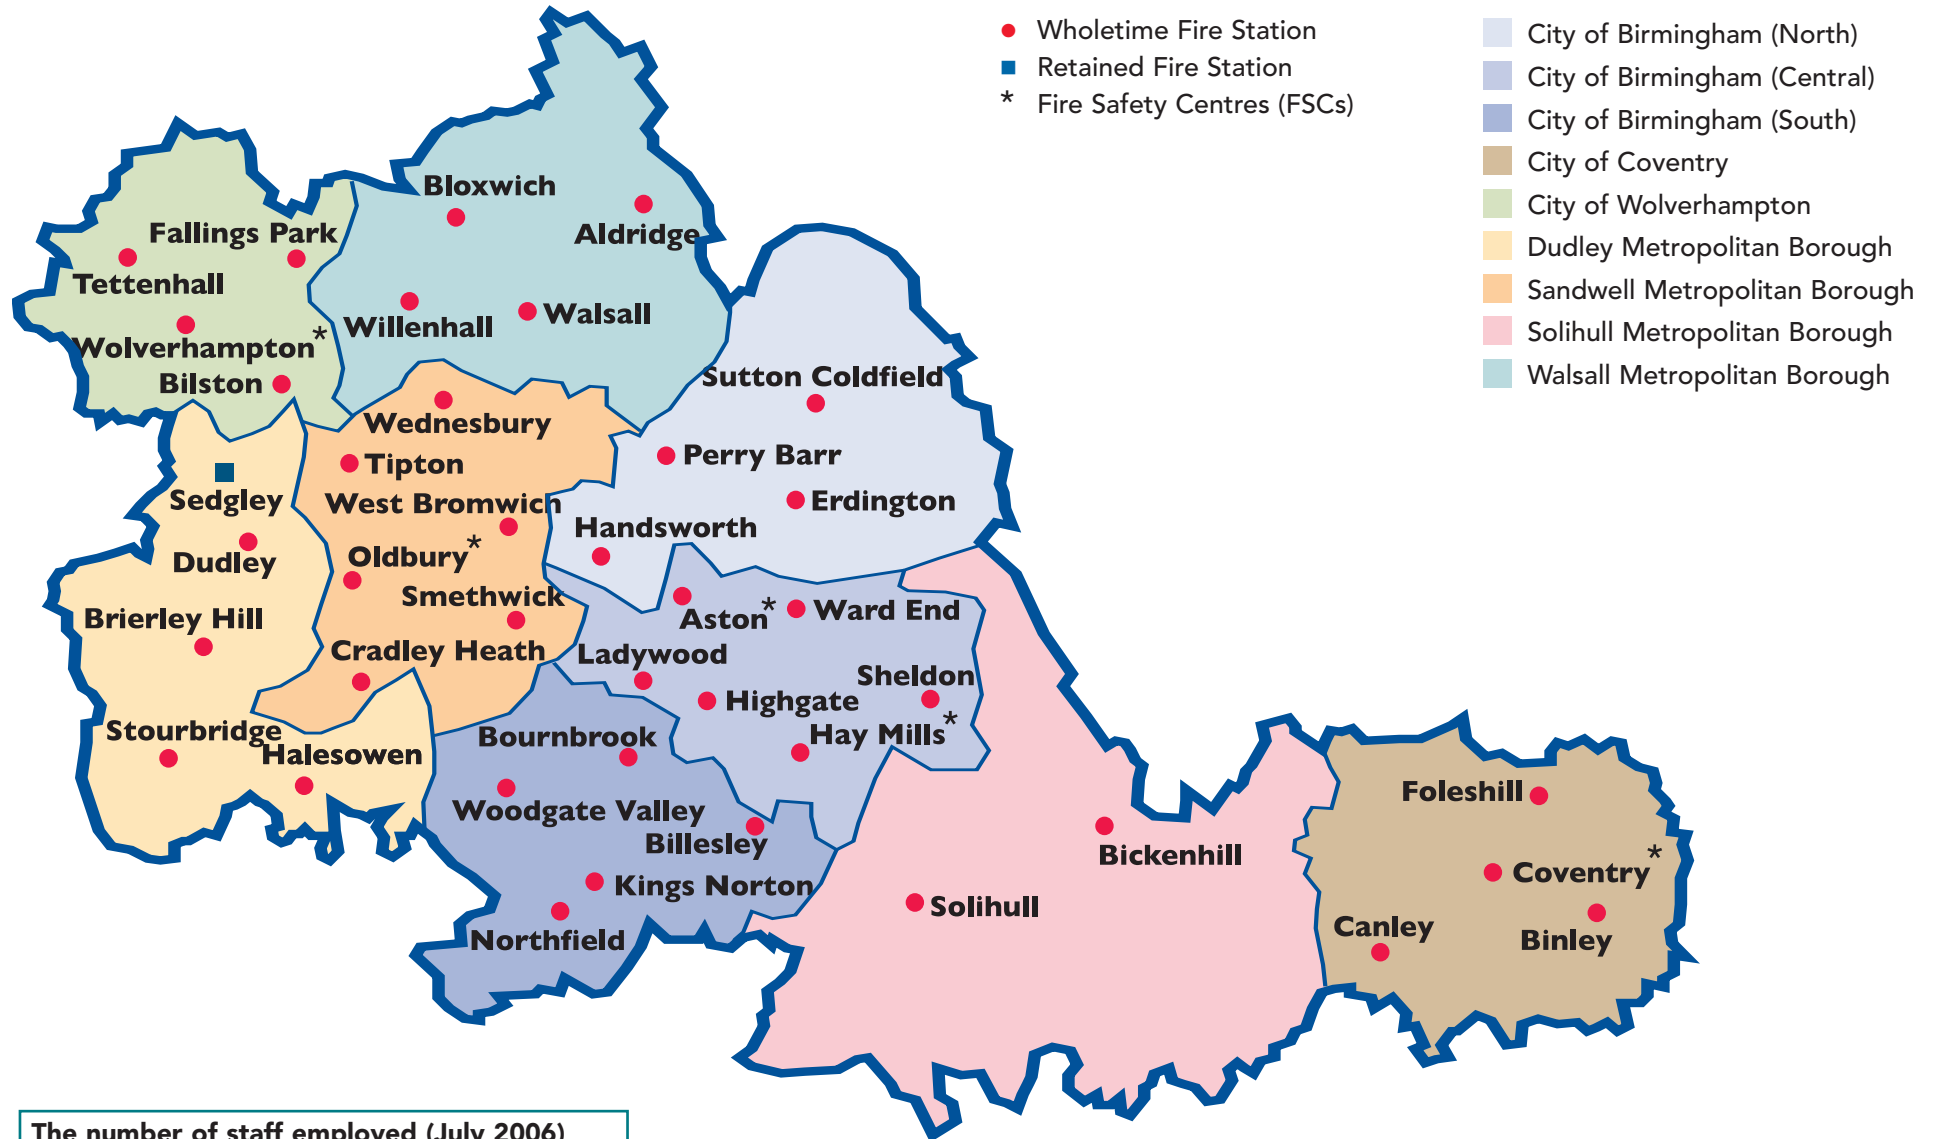 Wholetime Fire Station
Retained Fire Station
* Fire Safety Centres (FSCs)
City of Birmingham (North)
City of Birmingham (Central)
City of Birmingham (South)
City of Coventry
City of Wolverhampton
Dudley Metropolitan Borough
Sandwell Metropolitan Borough
Solihull Metropolitan Borough
Walsall Metropolitan Borough
Bloxwich
Aldridge
Fallings Park
Tettenhall
Willenhall
Walsall
Wolverhampton*
Bilston
Sutton Coldfield
Wednesbury
Perry Barr
Tipton
Sedgley
West Bromwich
Erdington
Handsworth
Dudley
Oldbury*
Smethwick
Aston*
Ward End
Brierley Hill
Cradley Heath
Ladywood
Sheldon
Highgate
Stourbridge
Halesowen
Bournbrook
Hay Mills*
Woodgate Valley
Billesley
Foleshill
Bickenhill
Coventry*
Kings Norton
Solihull
Canley
Binley
Northfield
The number of staff employed (July 2006)